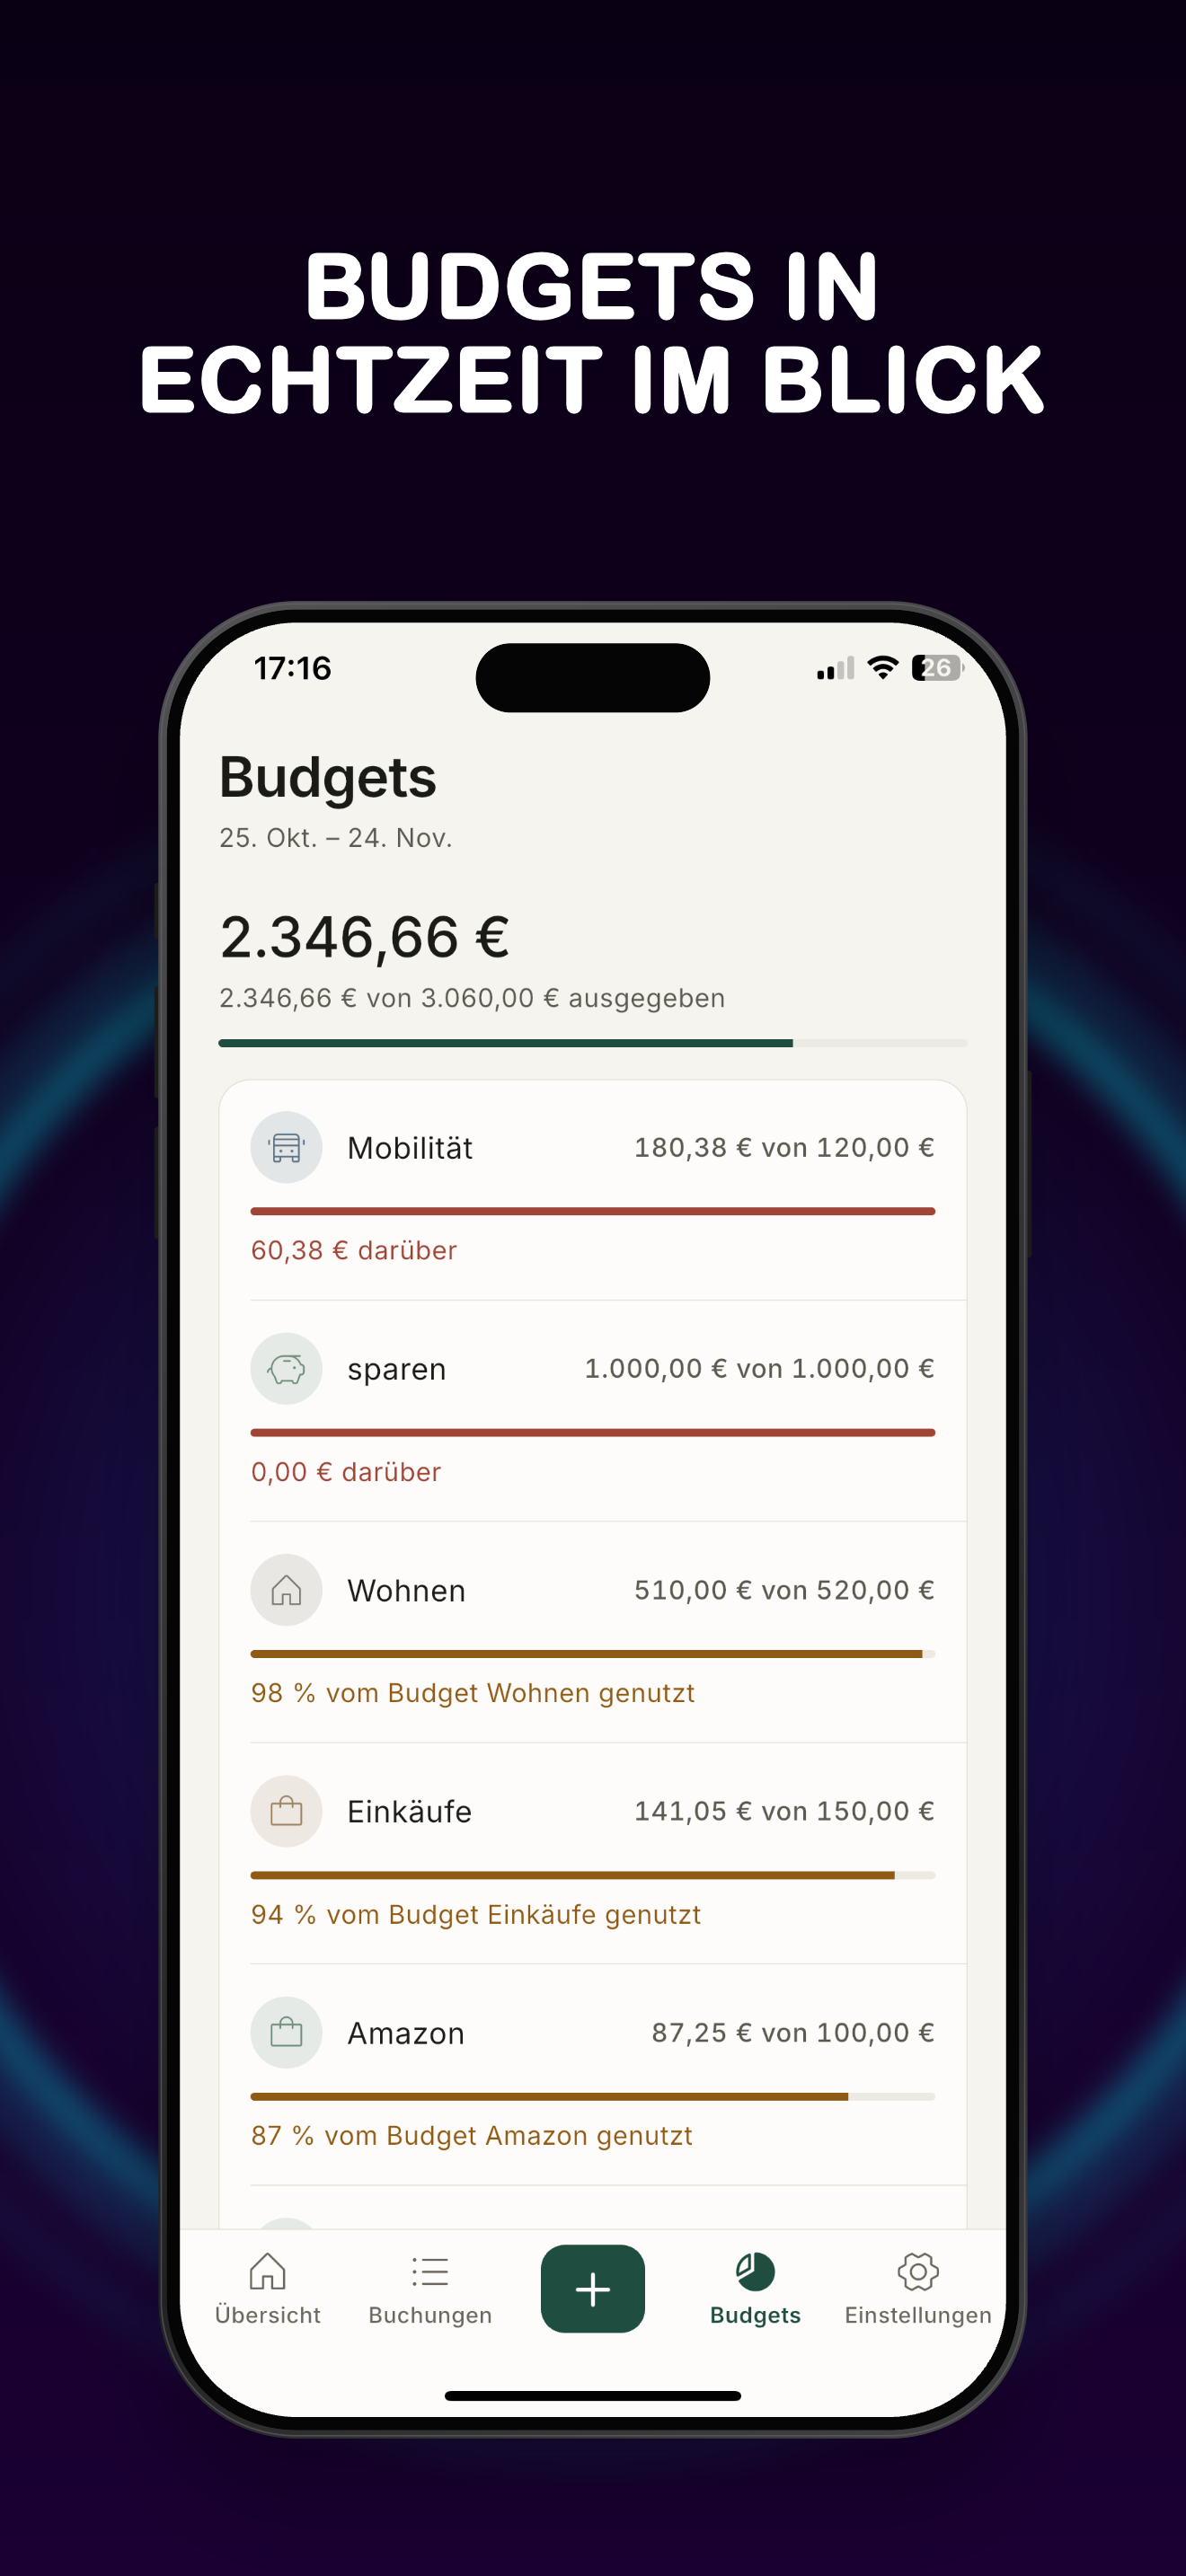 BUDGETS IN
ECHTZEIT IM BLICK
17:16
26
Budgets
25. Okt. – 24. Nov.
2.346,66 €
2.346,66 € von 3.060,00 € ausgegeben
Mobilität 180,38 € von 120,00 €
60,38 € darüber
sparen 1.000,00 € von 1.000,00 €
0,00 € darüber
Wohnen 510,00 € von 520,00 €
98 % vom Budget Wohnen genutzt
Einkäufe 141,05 € von 150,00 €
94 % vom Budget Einkäufe genutzt
Amazon 87,25 € von 100,00 €
87 % vom Budget Amazon genutzt
Übersicht Buchungen Budgets Einstellungen